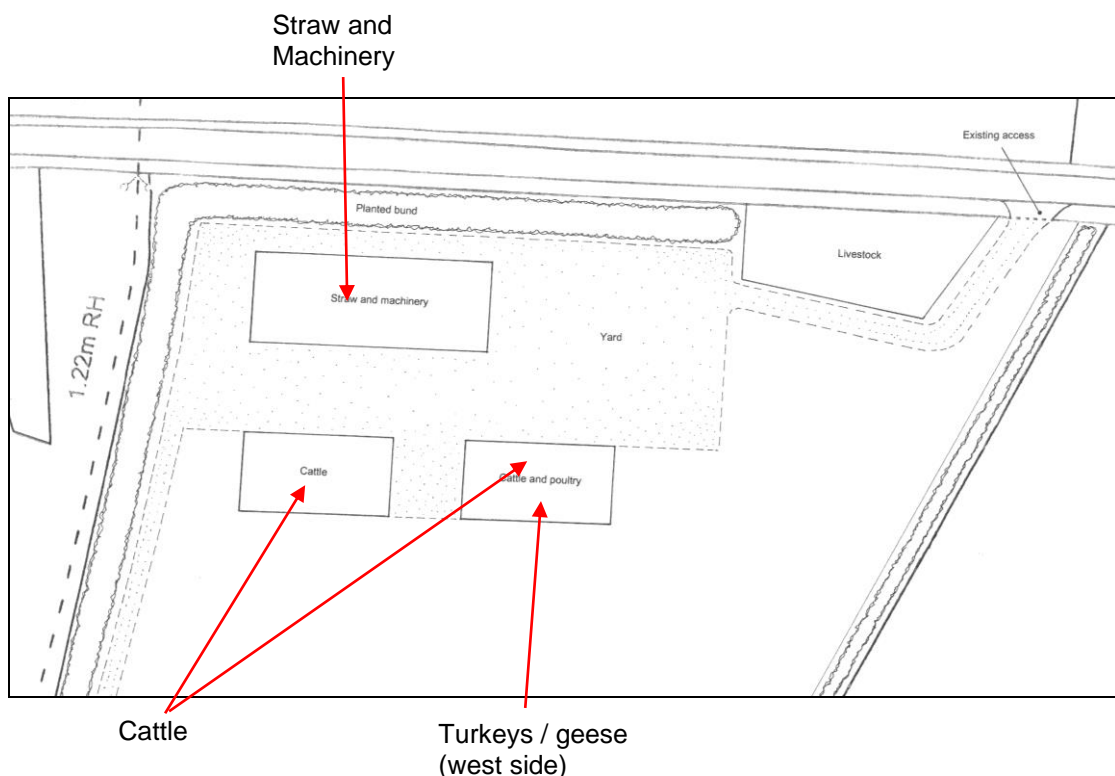 Straw and
Machinery
Existing access
Planted bund
Livestock
Straw and machinery
1.22m RH
Yard
Cattle
Cattle and poultry
Cattle
Turkeys / geese
(west side)